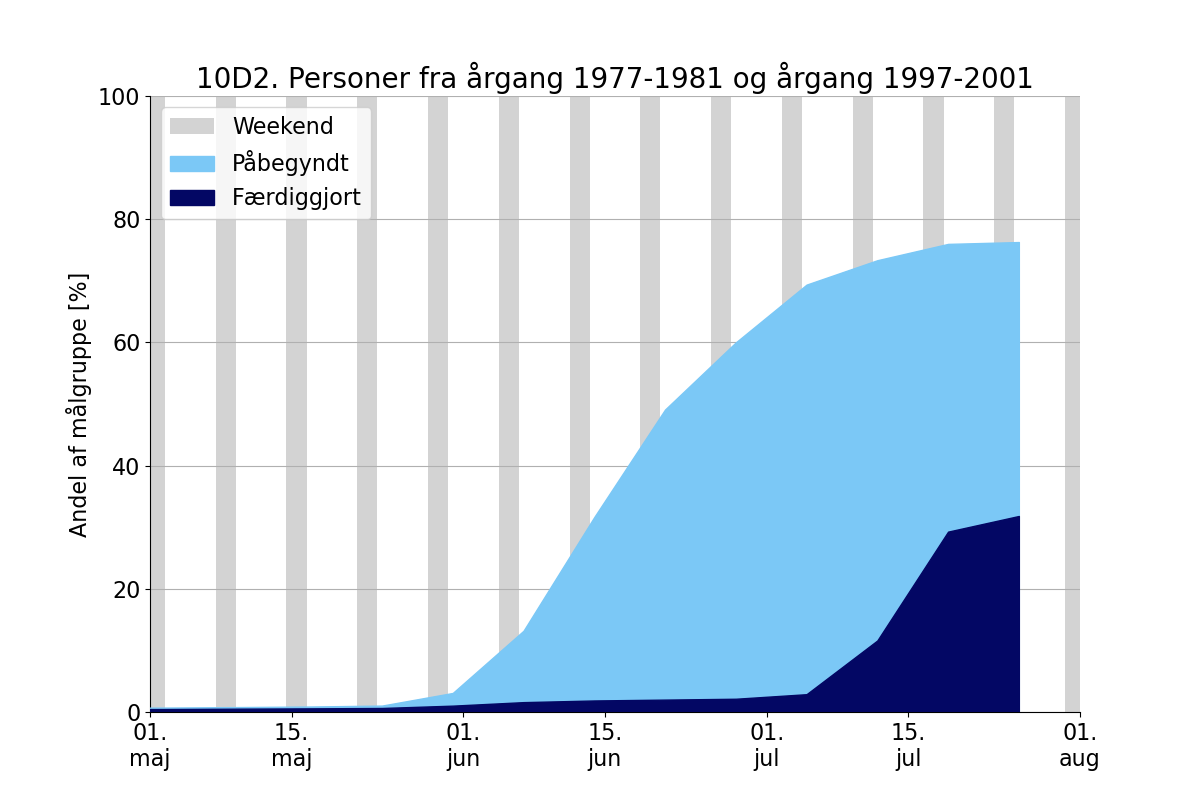 10D2. Personer fra årgang 1977-1981 og årgang 1997-2001
Weekend
Påbegyndt
Færdiggjort
Andel af målgruppe [%]
100
80
60
40
20
0
01. 15. 01. 15. 01. 15. 01.
maj maj jun jun jul jul aug